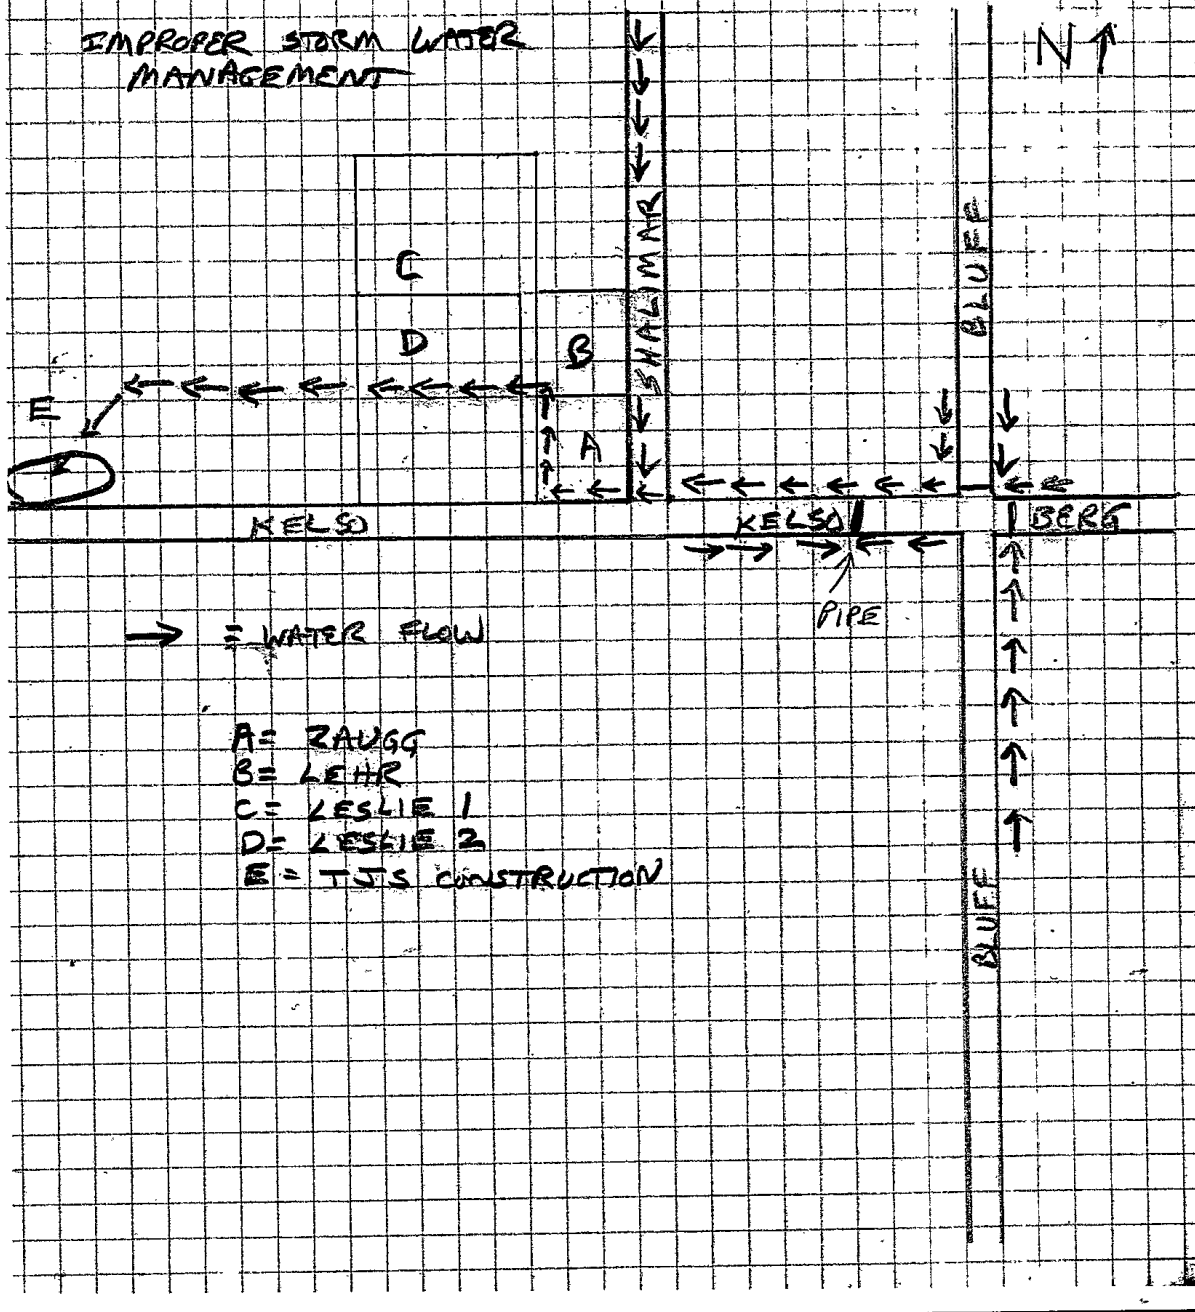 IMPROPER STORM WATER
MANAGEMENT
N
SHALIMAR
BLUFF
C
D
B
E
A
KELSO
KELSO
BERG
PIPE
= WATER FLOW
A= ZAUGG
B= LEHR
C= LESLIE 1
D= LESLIE 2
E = TJS CONSTRUCTION
BLUFF